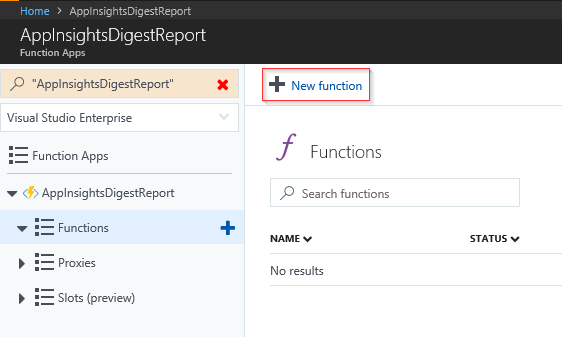 Home > AppInsightsDigestReport
AppInsightsDigestReport
Function Apps
"AppInsightsDigestReport"
New function
Visual Studio Enterprise
Function Apps
Functions
AppInsightsDigestReport
Search functions
Functions
NAME STATUS
Proxies
No results
Slots (preview)